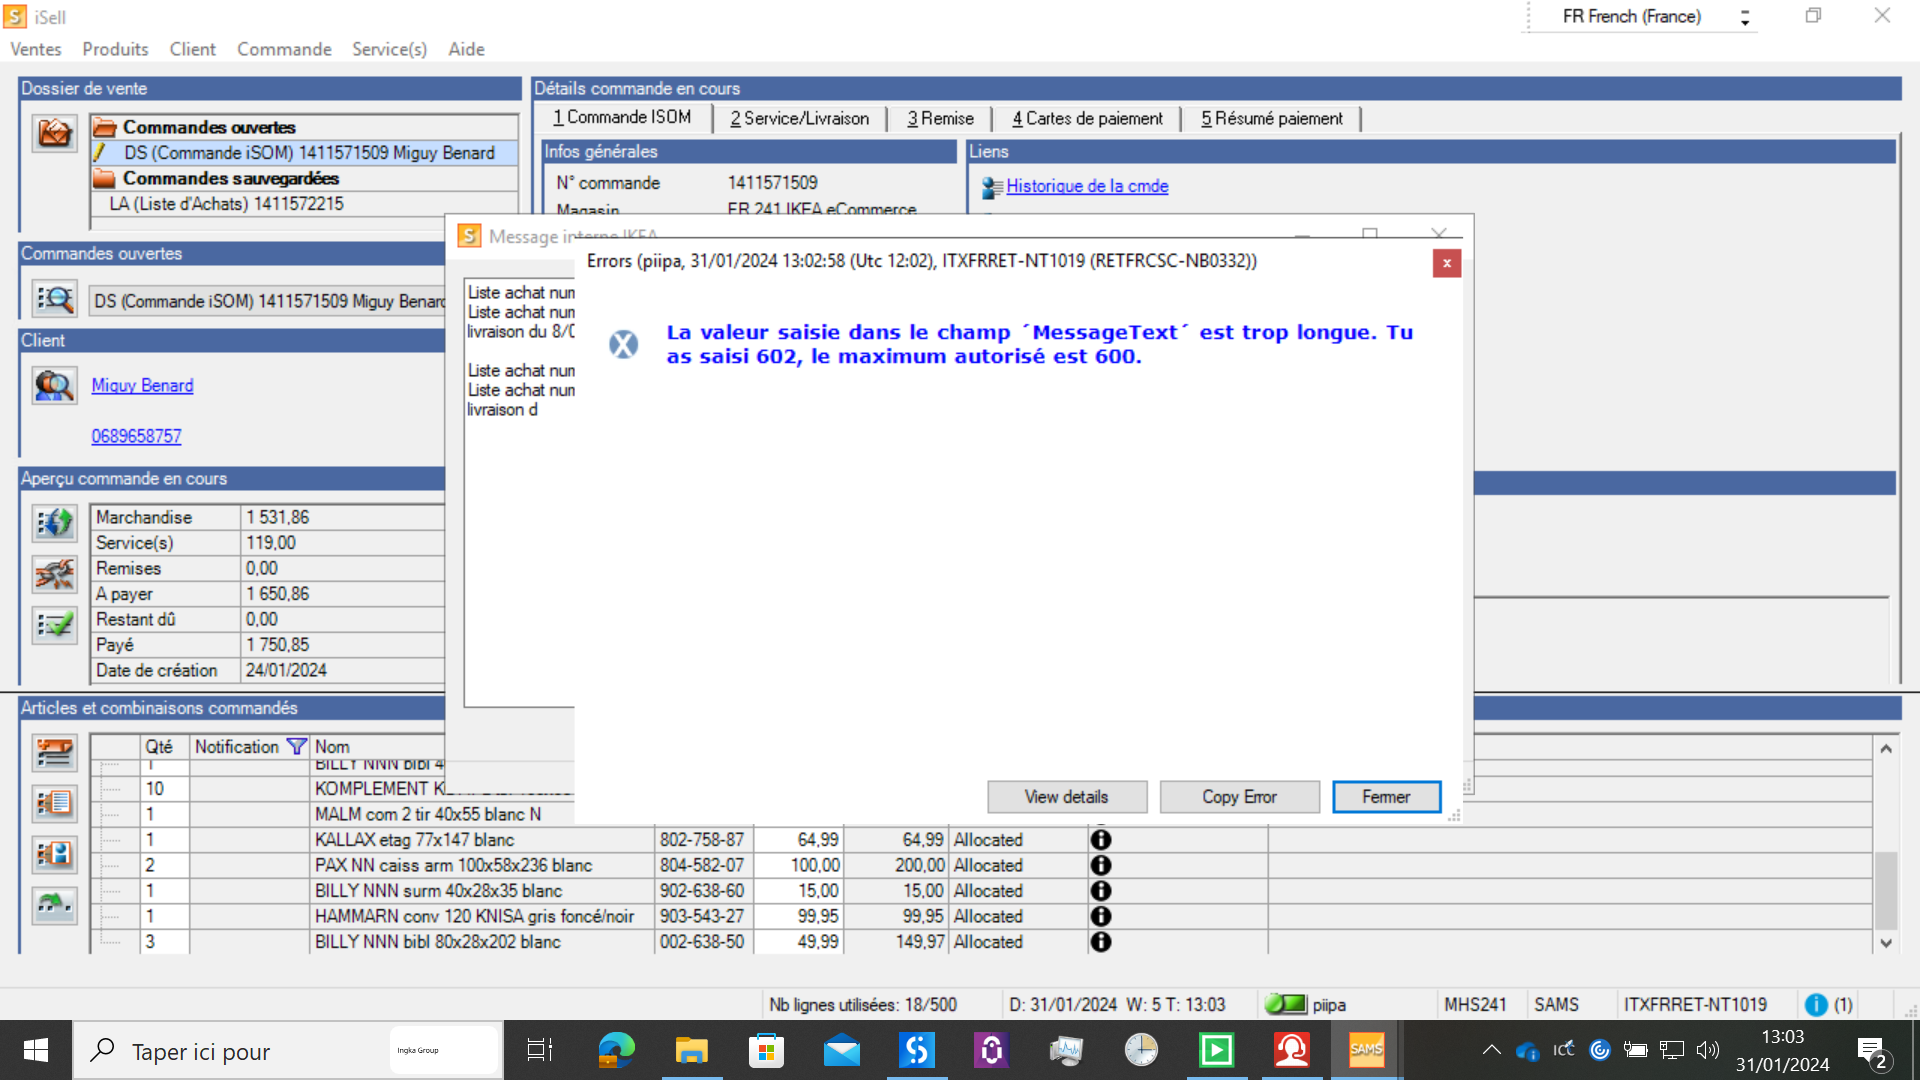 iSell
FR French (France)
Ventes Produits Client Commande Service(s) Aide
Dossier de vente
Commandes ouvertes
DS (Commande iSOM) 1411571509 Miguy Benard
Commandes sauvegardées
LA (Liste d'Achats) 1411572215
Commandes ouvertes
DS (Commande iSOM) 1411571509 Miguy Benard
Client
Miguy Benard
0689658757
Aperçu commande en cours
Marchandise 1 531,86
Service(s) 119,00
Remises 0,00
A payer 1 650,86
Restant dû 0,00
Payé 1 750,85
Date de création 24/01/2024
Détails commande en cours
1 Commande ISOM 2 Service/Livraison 3 Remise 4 Cartes de paiement 5 Résumé paiement
Infos générales
N° commande 1411571509
Magasin FR 241 IKEA eCommerce
Liens
Historique de la cmde
Message interne IKEA
Liste achat num
Liste achat num
livraison du 8/0
Liste achat num
Liste achat num
livraison d
Errors (piipa, 31/01/2024 13:02:58 (Utc 12:02), ITXFRRET-NT1019 (RETFRCSC-NB0332))
x
La valeur saisie dans le champ ´MessageText´ est trop longue. Tu
as saisi 602, le maximum autorisé est 600.
View details Copy Error Fermer
Articles et combinaisons commandés
Qté Notification Nom
1 BILLY NNN bibl 4
10 KOMPLEMENT K
1 MALM com 2 tir 40x55 blanc N
1 KALLAX etag 77x147 blanc 802-758-87 64,99 64,99 Allocated
2 PAX NN caiss arm 100x58x236 blanc 804-582-07 100,00 200,00 Allocated
1 BILLY NNN surm 40x28x35 blanc 902-638-60 15,00 15,00 Allocated
1 HAMMARN conv 120 KNISA gris foncé/noir 903-543-27 99,95 99,95 Allocated
3 BILLY NNN bibl 80x28x202 blanc 002-638-50 49,99 149,97 Allocated
Nb lignes utilisées: 18/500 D: 31/01/2024 W: 5 T: 13:03 piipa MHS241 SAMS ITXFRRET-NT1019 (1)
Taper ici pour Ingka Group SAMS ICC 13:03
31/01/2024 2